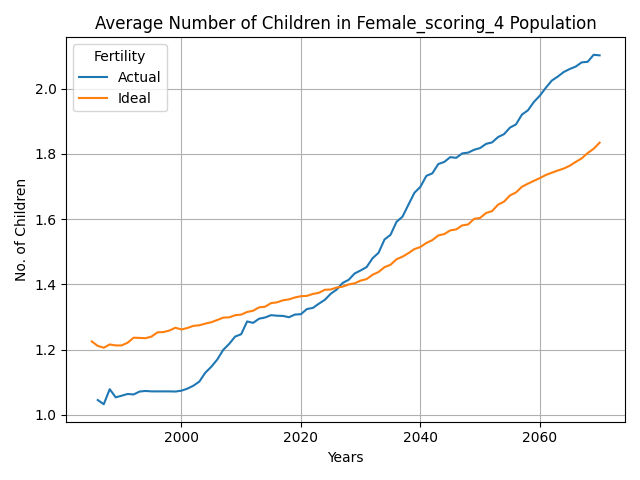 Average Number of Children in Female_scoring_4 Population
Fertility
Actual
Ideal
No. of Children
2.0
1.8
1.6
1.4
1.2
1.0
2000
2020
2040
2060
Years